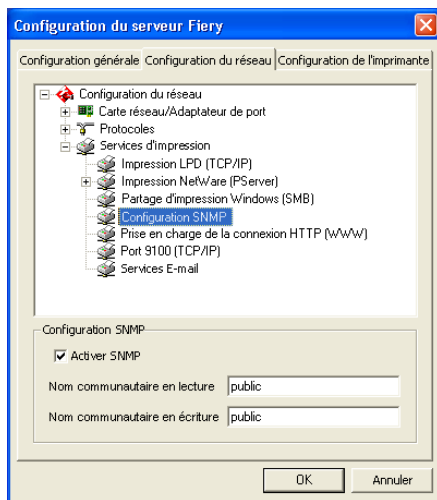 Configuration du serveur Fiery
Configuration générale Configuration du réseau Configuration de l'imprimante
Configuration du réseau
Carte réseau/Adaptateur de port
Protocoles
Services d'impression
Impression LPD (TCP/IP)
Impression NetWare (PServer)
Partage d'impression Windows (SMB)
Configuration SNMP
Prise en charge de la connexion HTTP (WWW)
Port 9100 (TCP/IP)
Services E-mail
Configuration SNMP
Activer SNMP
Nom communautaire en lecture public
Nom communautaire en écriture public
OK Annuler